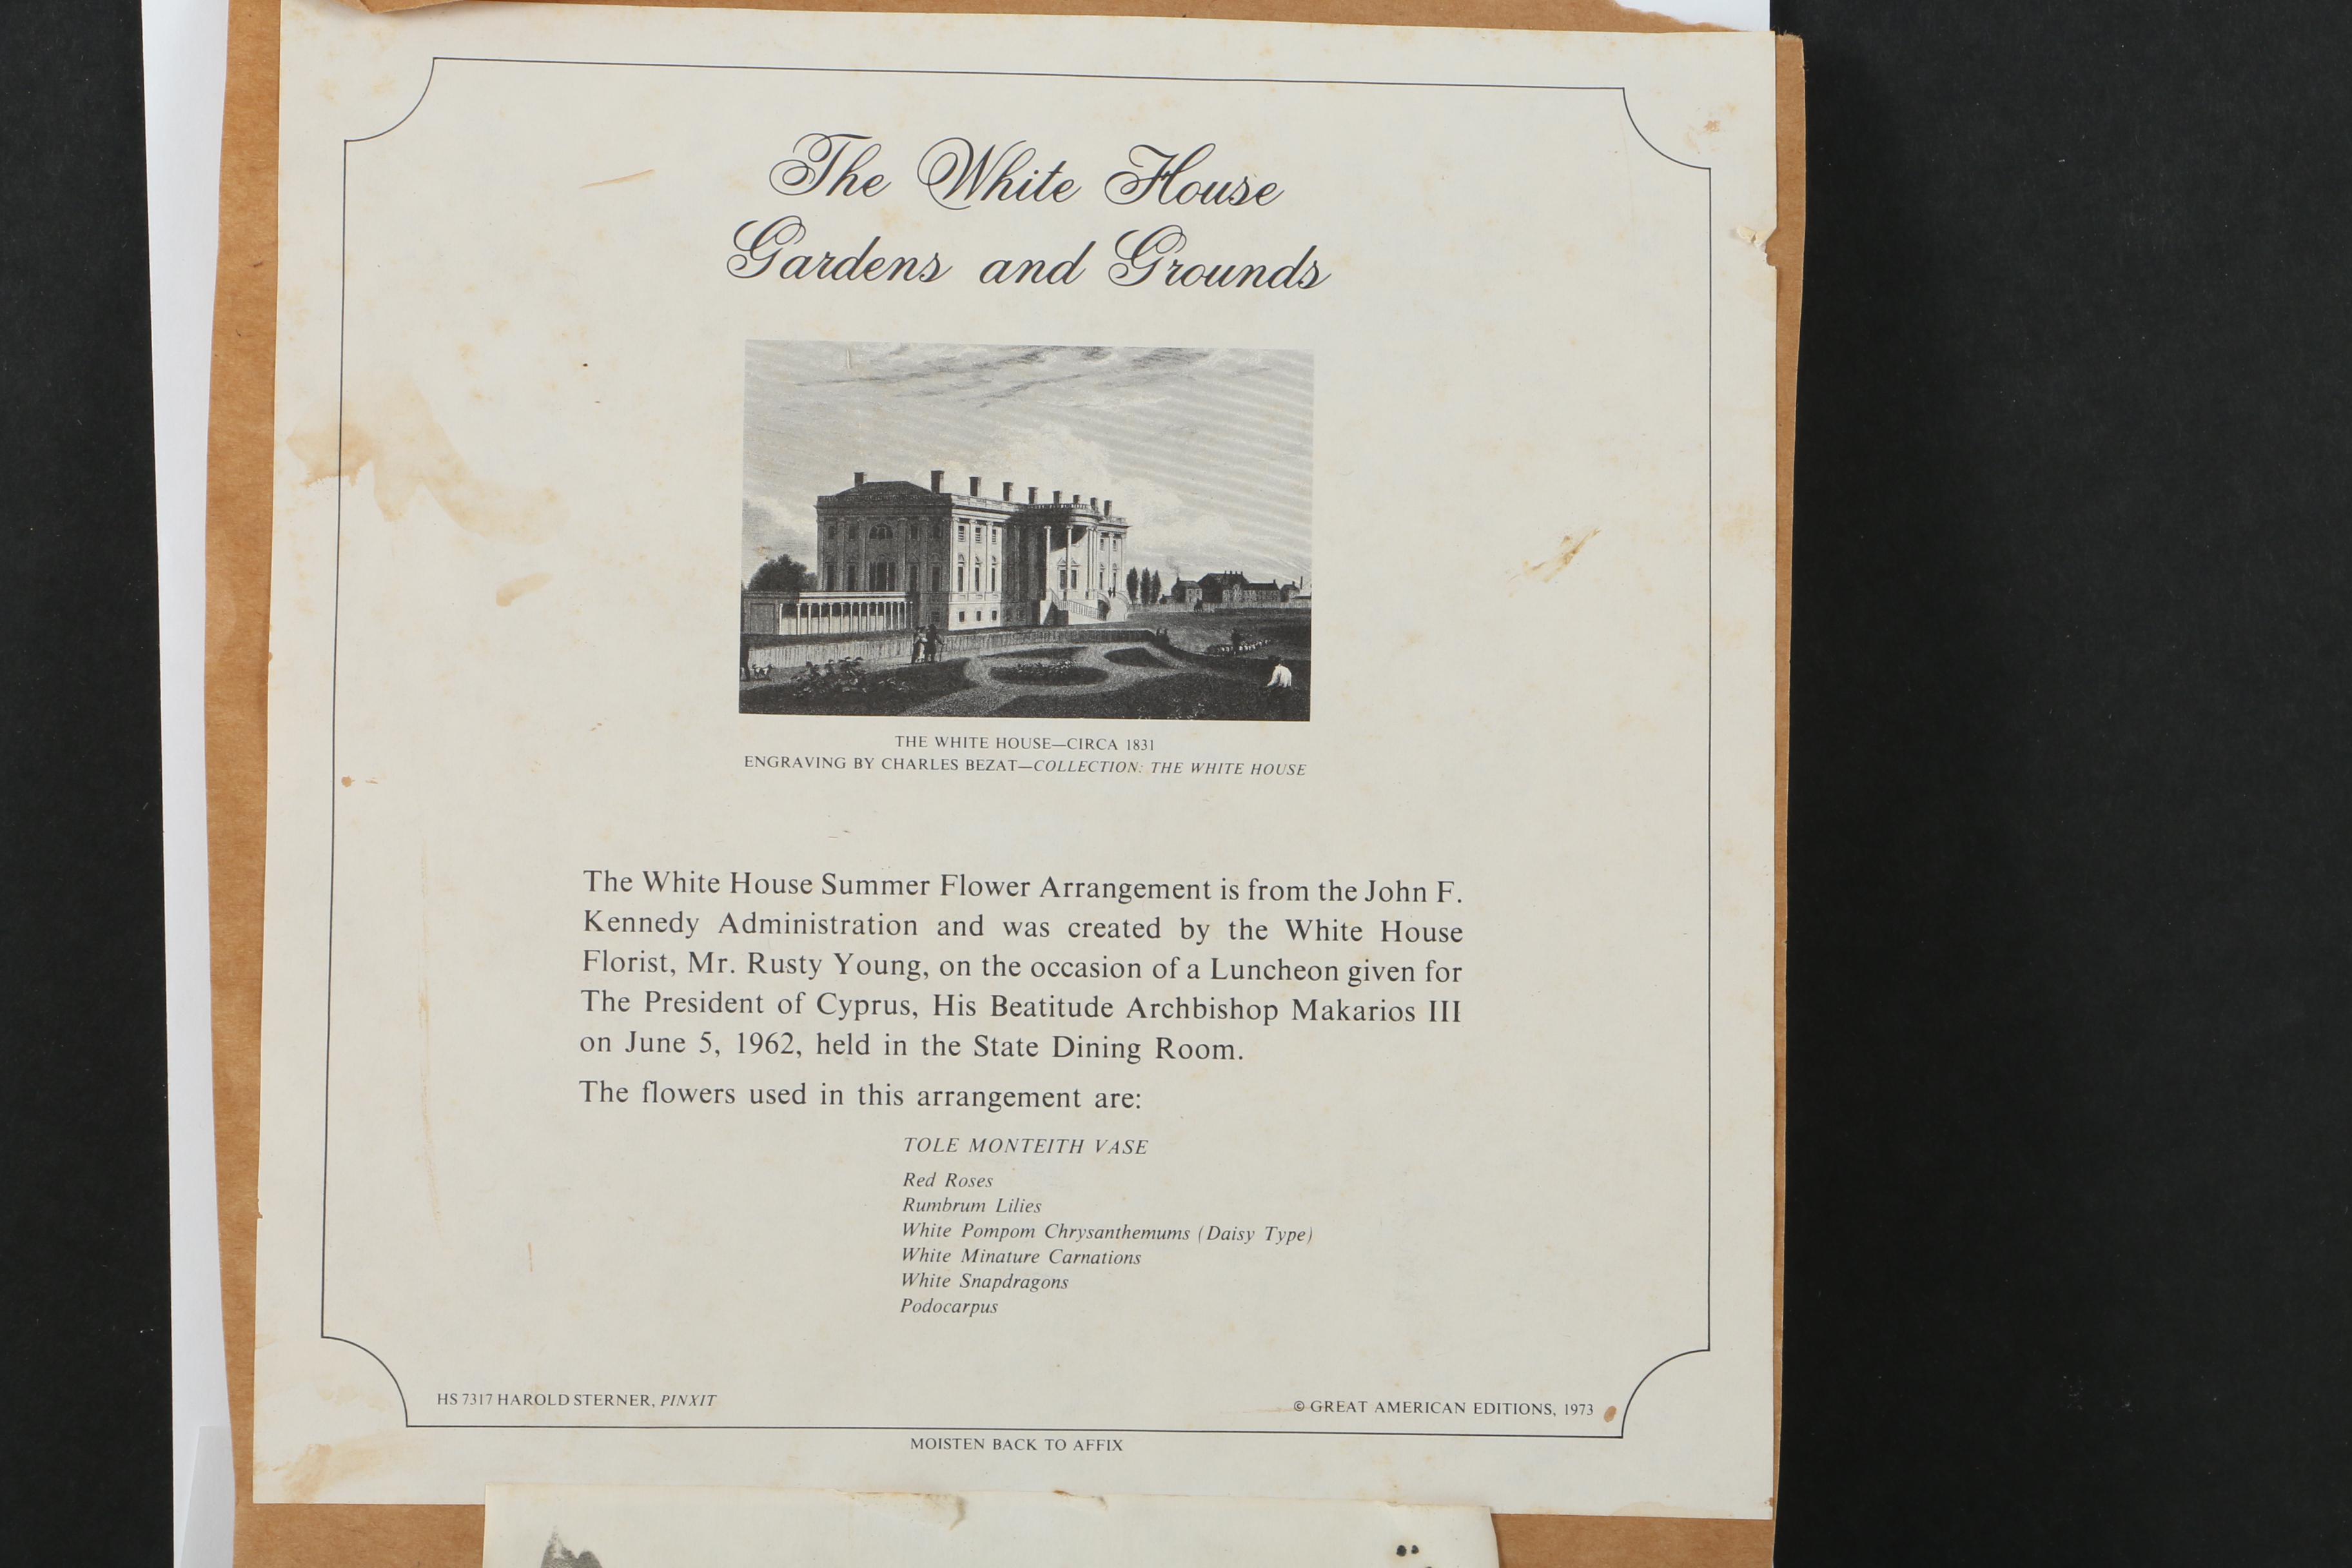 The White House
Gardens and Grounds
THE WHITE HOUSE—CIRCA 1831
ENGRAVING BY CHARLES BEZAT—COLLECTION: THE WHITE HOUSE
The White House Summer Flower Arrangement is from the John F.
Kennedy Administration and was created by the White House
Florist, Mr. Rusty Young, on the occasion of a Luncheon given for
The President of Cyprus, His Beatitude Archbishop Makarios III
on June 5, 1962, held in the State Dining Room.
The flowers used in this arrangement are:
TOLE MONTEITH VASE
Red Roses
Rumbrum Lilies
White Pompom Chrysanthemums (Daisy Type)
White Minature Carnations
White Snapdragons
Podocarpus
HS 7317 HAROLD STERNER, PINXIT
© GREAT AMERICAN EDITIONS, 1973
MOISTEN BACK TO AFFIX